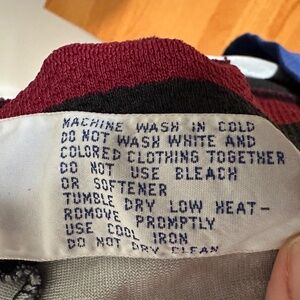 MACHINE WASH IN COLD
DO NOT WASH WHITE AND
COLORED CLOTHING TOGETHER
DO NOT USE BLEACH
OR SOFTENER
TUMBLE DRY LOW HEAT-
ROMOVE PROMPTLY
USE COOL IRON
DO NOT DRY CLEAN